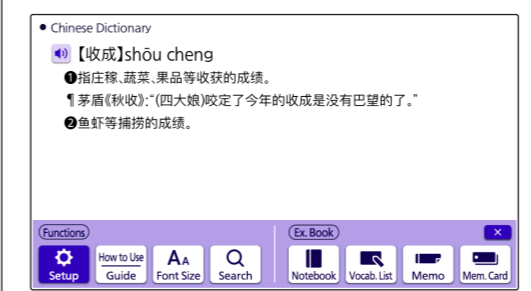 ● Chinese Dictionary
【收成】shōu cheng
❶指庄稼、蔬菜、果品等收获的成绩。
¶茅盾《秋收》:“(四大娘)咬定了今年的收成是没有巴望的了。”
❷鱼虾等捕捞的成绩。
Functions
Ex. Book
×
Setup
How to Use Guide
AA Font Size
Search
Notebook
Vocab. List
Memo
Mem. Card